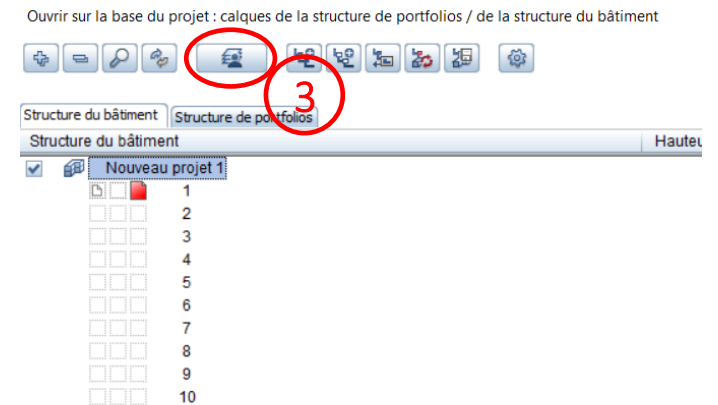 Ouvrir sur la base du projet : calques de la structure de portfolios / de la structure du bâtiment
3
Structure du bâtiment Structure de portfolios
Structure du bâtiment Hauteu
Nouveau projet 1
1
2
3
4
5
6
7
8
9
10